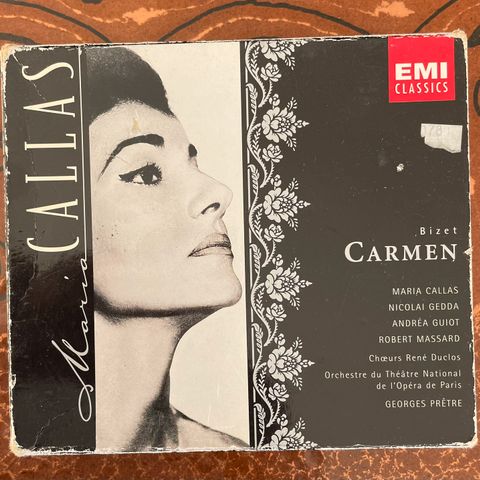 Maria CALLAS
EMI
CLASSICS
Bizet
CARMEN
MARIA CALLAS
NICOLAI GEDDA
ANDRÉA GUIOT
ROBERT MASSARD
Chœurs René Duclos
Orchestre du Théâtre National
de l'Opéra de Paris
GEORGES PRÊTRE